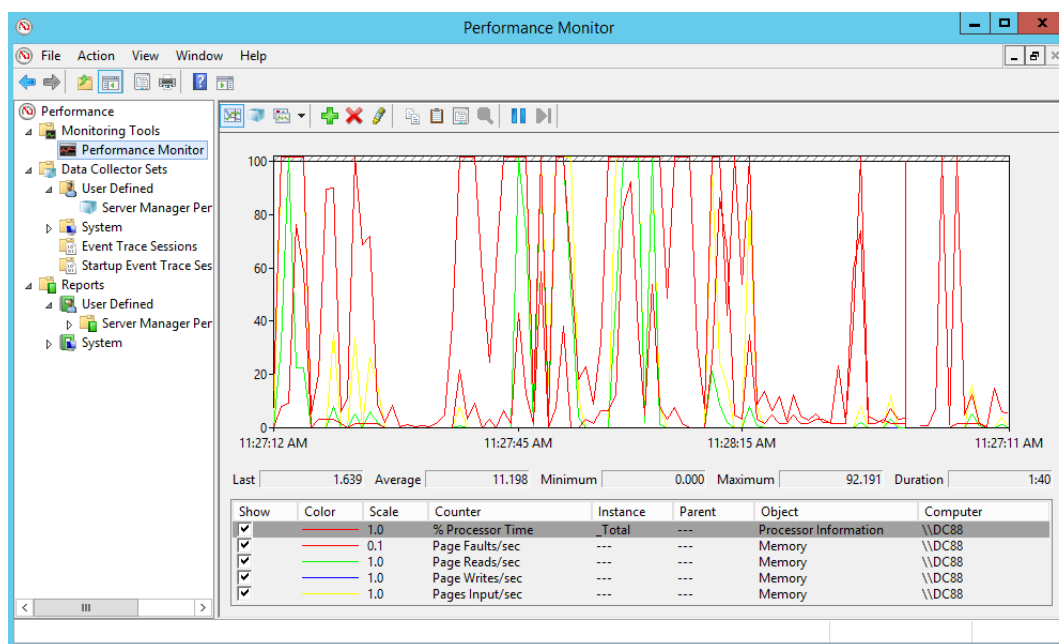 Performance Monitor
File Action View Window Help
Performance
Monitoring Tools
Performance Monitor
Data Collector Sets
User Defined
Server Manager Per
System
Event Trace Sessions
Startup Event Trace Ses
Reports
User Defined
Server Manager Per
System
100
80
60
40
20
0
11:27:12 AM 11:27:45 AM 11:28:15 AM 11:27:11 AM
Last 1.639 Average 11.198 Minimum 0.000 Maximum 92.191 Duration 1:40
Show Color Scale Counter Instance Parent Object Computer
1.0 % Processor Time _Total --- Processor Information \\DC88
0.1 Page Faults/sec --- --- Memory \\DC88
1.0 Page Reads/sec --- --- Memory \\DC88
1.0 Page Writes/sec --- --- Memory \\DC88
1.0 Pages Input/sec --- --- Memory \\DC88